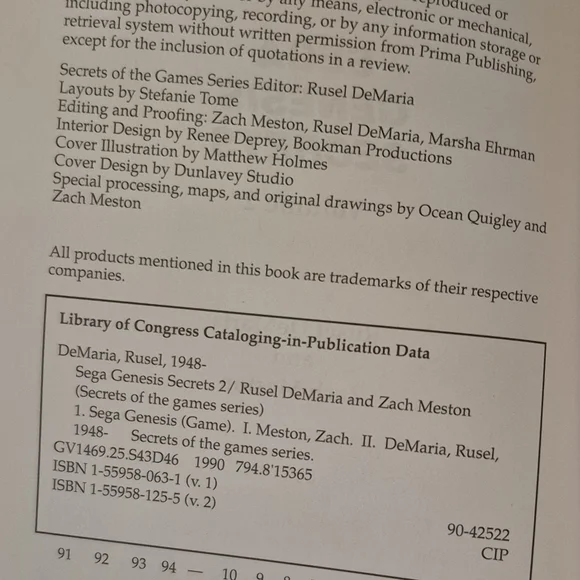 by any means, electronic or mechanical,
including photocopying, recording, or by any information storage or
retrieval system without written permission from Prima Publishing,
except for the inclusion of quotations in a review.
Secrets of the Games Series Editor: Rusel DeMaria
Layouts by Stefanie Tome
Editing and Proofing: Zach Meston, Rusel DeMaria, Marsha Ehrman
Interior Design by Renee Deprey, Bookman Productions
Cover Illustration by Matthew Holmes
Cover Design by Dunlavey Studio
Special processing, maps, and original drawings by Ocean Quigley and
Zach Meston
All products mentioned in this book are trademarks of their respective
companies.
Library of Congress Cataloging-in-Publication Data
DeMaria, Rusel, 1948-
Sega Genesis Secrets 2/ Rusel DeMaria and Zach Meston
(Secrets of the games series)
1. Sega Genesis (Game). I. Meston, Zach. II. DeMaria, Rusel,
1948- Secrets of the games series.
GV1469.25.S43D46 1990 794.8'15365
ISBN 1-55958-063-1 (v. 1)
ISBN 1-55958-125-5 (v. 2)
90-42522
CIP
91 92 93 94 — 10 9